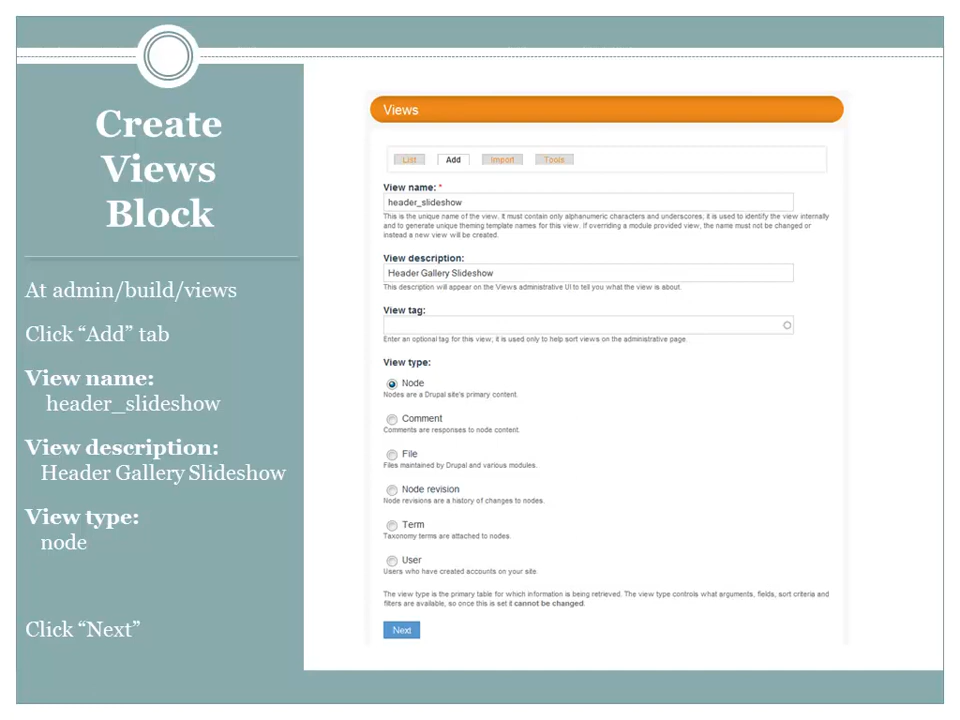 Create
Views
Block
At admin/build/views
Click “Add” tab
View name:
header_slideshow
View description:
Header Gallery Slideshow
View type:
node
Click “Next”
Views
List Add Import Tools
View name: *
header_slideshow
This is the unique name of the view. It must contain only alphanumeric characters and underscores; it is used to identify the view internally
and to generate unique theming template names for this view. If overriding a module provided view, the name must not be changed or
instead a new view will be created.
View description:
Header Gallery Slideshow
This description will appear on the Views administrative UI to tell you what the view is about.
View tag:
Enter an optional tag for this view; it is used only to help sort views on the administrative page.
View type:
Node
Nodes are a Drupal site's primary content.
Comment
Comments are responses to node content.
File
Files maintained by Drupal and various modules.
Node revision
Node revisions are a history of changes to nodes.
Term
Taxonomy terms are attached to nodes.
User
Users who have created accounts on your site.
The view type is the primary table for which information is being retrieved. The view type controls what arguments, fields, sort criteria and
filters are available, so once this is set it cannot be changed.
Next